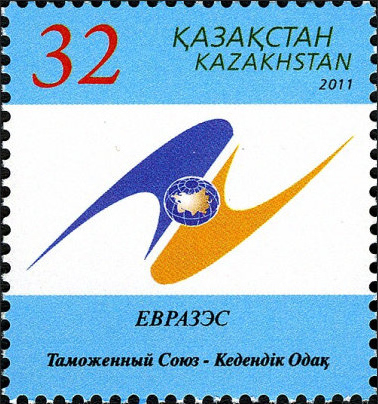 32
ҚАЗАҚСТАН
KAZAKHSTAN
2011
ЕВРАЗЭС
Таможенный Союз - Кедендік Одақ